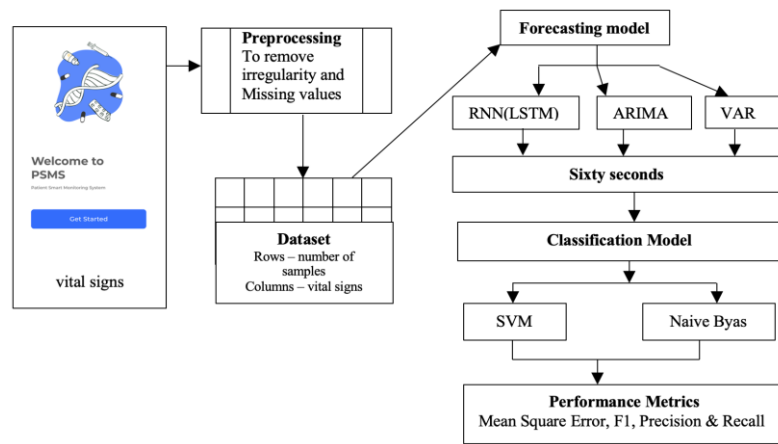 Welcome to
PSMS
Patient Smart Monitoring System
Get Started
vital signs
Preprocessing
To remove
irregularity and
Missing values
Dataset
Rows – number of
samples
Columns – vital signs
Forecasting model
RNN(LSTM)
ARIMA
VAR
Sixty seconds
Classification Model
SVM
Naive Byas
Performance Metrics
Mean Square Error, F1, Precision & Recall